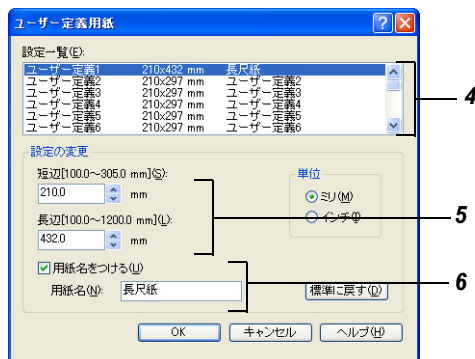 ユーザー定義用紙
設定一覧(E):
ユーザー定義1 210x432 mm 長尺紙
ユーザー定義2 210x297 mm ユーザー定義2
ユーザー定義3 210x297 mm ユーザー定義3
ユーザー定義4 210x297 mm ユーザー定義4
ユーザー定義5 210x297 mm ユーザー定義5
ユーザー定義6 210x297 mm ユーザー定義6
4
設定の変更
短辺[100.0～305.0 mm](S):
210.0 mm
単位
ミリ(M)
長辺[100.0～1200.0 mm](L):
インチ(I)
5
432.0 mm
用紙名をつける(U)
6
用紙名(N): 長尺紙
標準に戻す(D)
OK キャンセル ヘルプ(H)